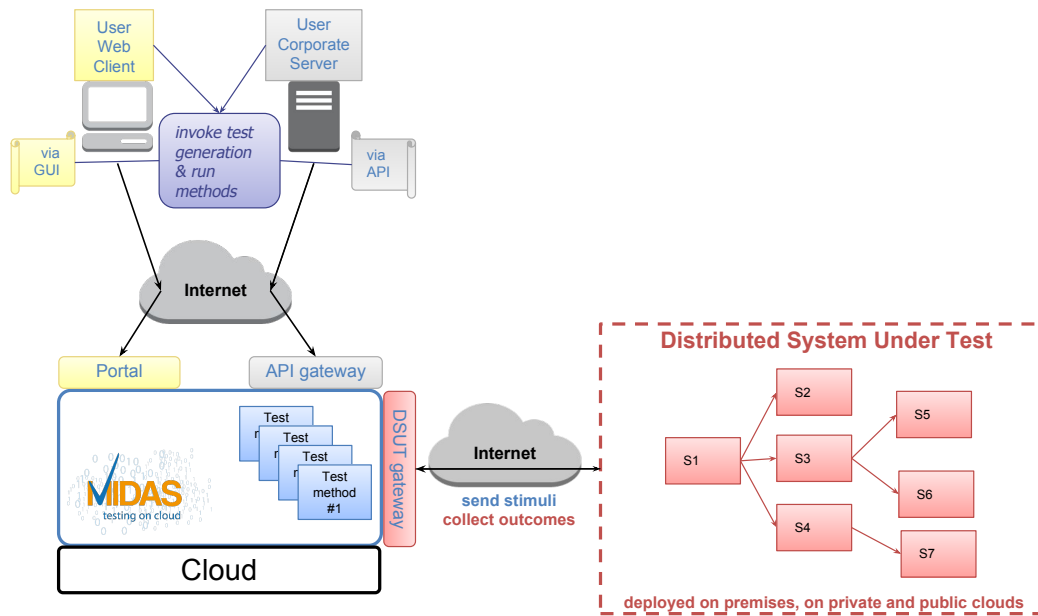 User
Web
Client
User
Corporate
Server
via
GUI
invoke test
generation
& run
methods
via
API
Internet
Portal
API gateway
Test
Test
Test
Test
method
#1
MIDAS
testing on cloud
DSUT gateway
Cloud
Internet
send stimuli
collect outcomes
Distributed System Under Test
S1
S2
S3
S4
S5
S6
S7
deployed on premises, on private and public clouds